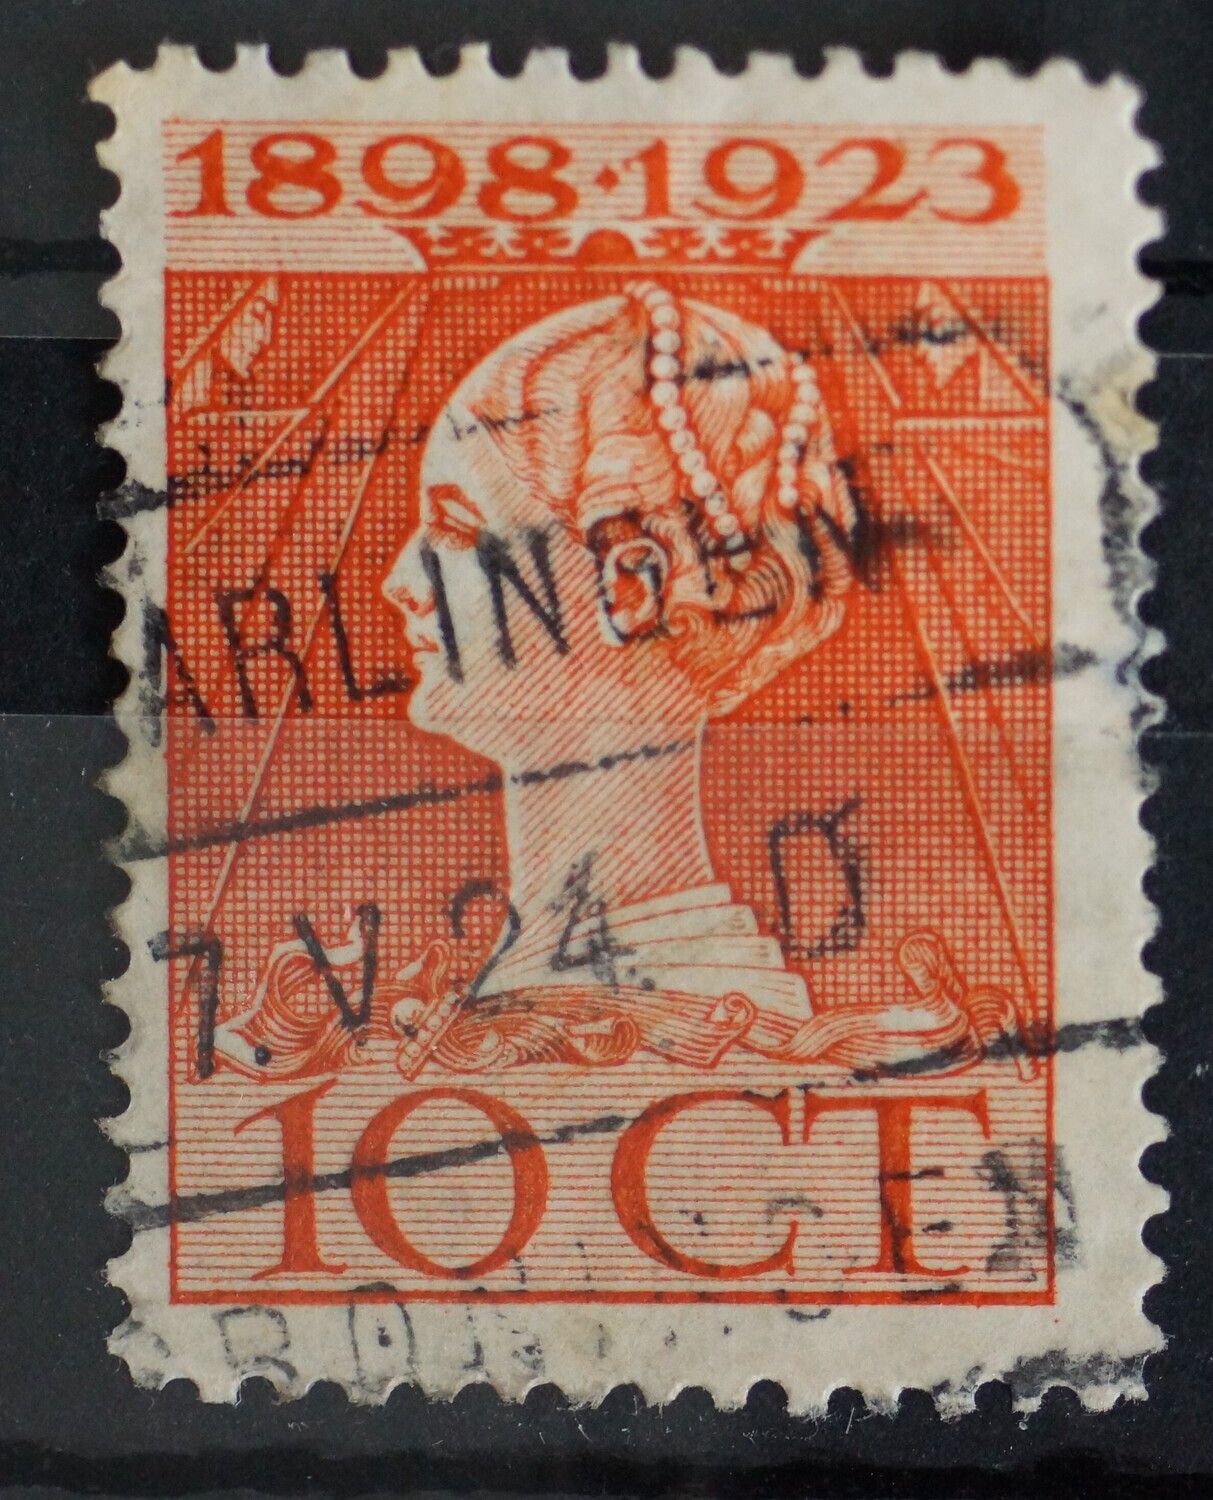 1898·1923
ARLINGEN
7.V.24. D
10 CT